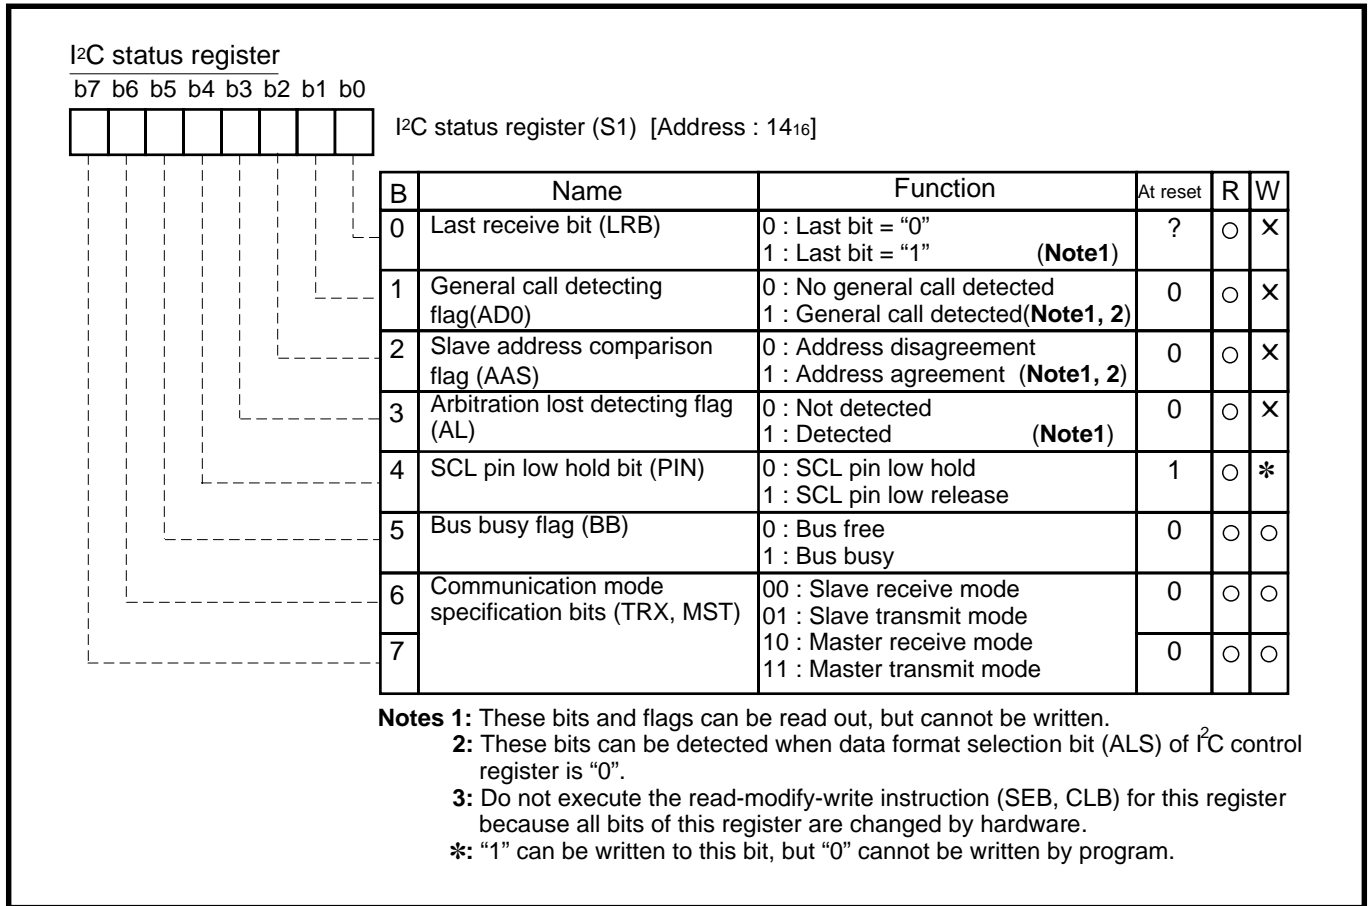 I²C status register
b7 b6 b5 b4 b3 b2 b1 b0
I²C status register (S1) [Address : 14₁₆]
B Name Function At reset R W
0 Last receive bit (LRB) 0 : Last bit = “0” ? ○ ×
1 : Last bit = “1” (Note1)
1 General call detecting 0 : No general call detected 0 ○ ×
flag(AD0) 1 : General call detected(Note1, 2)
2 Slave address comparison 0 : Address disagreement 0 ○ ×
flag (AAS) 1 : Address agreement (Note1, 2)
3 Arbitration lost detecting flag 0 : Not detected 0 ○ ×
(AL) 1 : Detected (Note1)
4 SCL pin low hold bit (PIN) 0 : SCL pin low hold 1 ○ ✻
1 : SCL pin low release
5 Bus busy flag (BB) 0 : Bus free 0 ○ ○
1 : Bus busy
6 Communication mode 00 : Slave receive mode 0 ○ ○
specification bits (TRX, MST) 01 : Slave transmit mode
7 10 : Master receive mode 0 ○ ○
11 : Master transmit mode
Notes 1: These bits and flags can be read out, but cannot be written.
2: These bits can be detected when data format selection bit (ALS) of I²C control
register is “0”.
3: Do not execute the read-modify-write instruction (SEB, CLB) for this register
because all bits of this register are changed by hardware.
✻: “1” can be written to this bit, but “0” cannot be written by program.